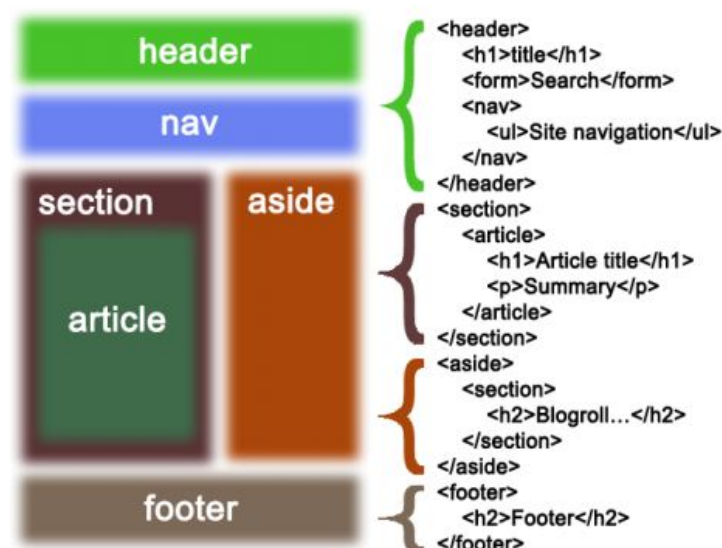 header
nav
section
aside
article
footer
<header>
<h1>title</h1>
<form>Search</form>
<nav>
<ul>Site navigation</ul>
</nav>
</header>
<section>
<article>
<h1>Article title</h1>
<p>Summary</p>
</article>
</section>
<aside>
<section>
<h2>Blogroll...</h2>
</section>
</aside>
<footer>
<h2>Footer</h2>
</footer>